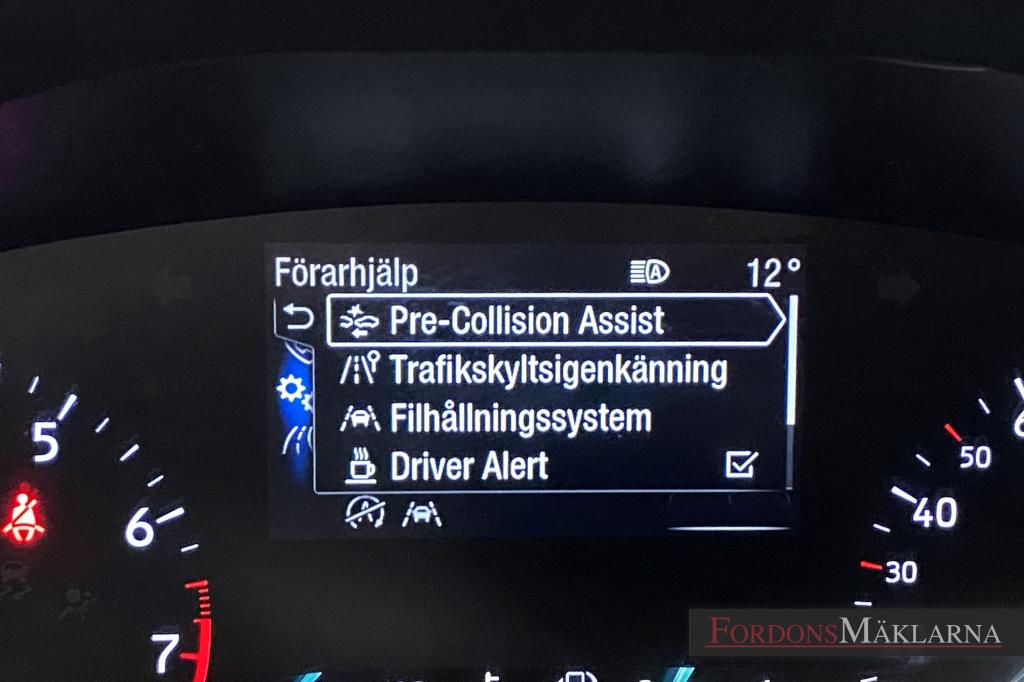 Förarhjälp 12°
Pre-Collision Assist
Trafikskyltsigenkänning
Filhållningssystem
Driver Alert
5
6
7
50
40
30
FORDONSMÄKLARNA